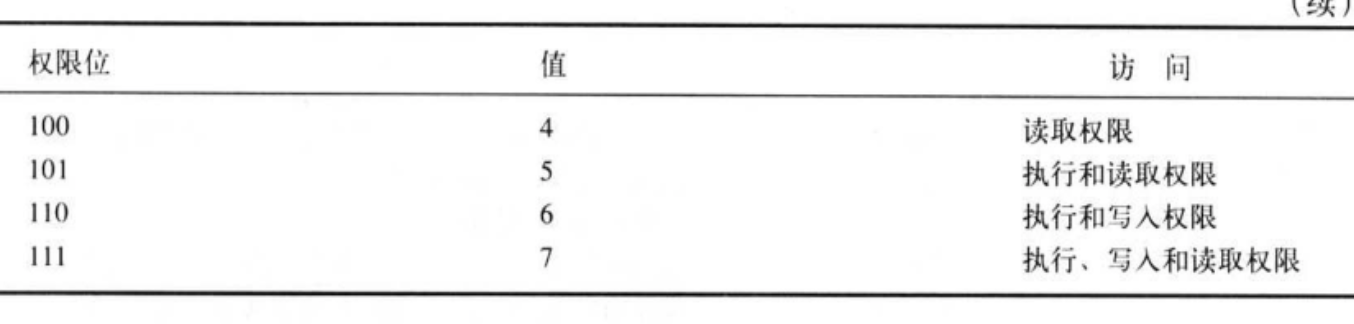 （续）
权限位 值 访 问
100 4 读取权限
101 5 执行和读取权限
110 6 执行和写入权限
111 7 执行、写入和读取权限